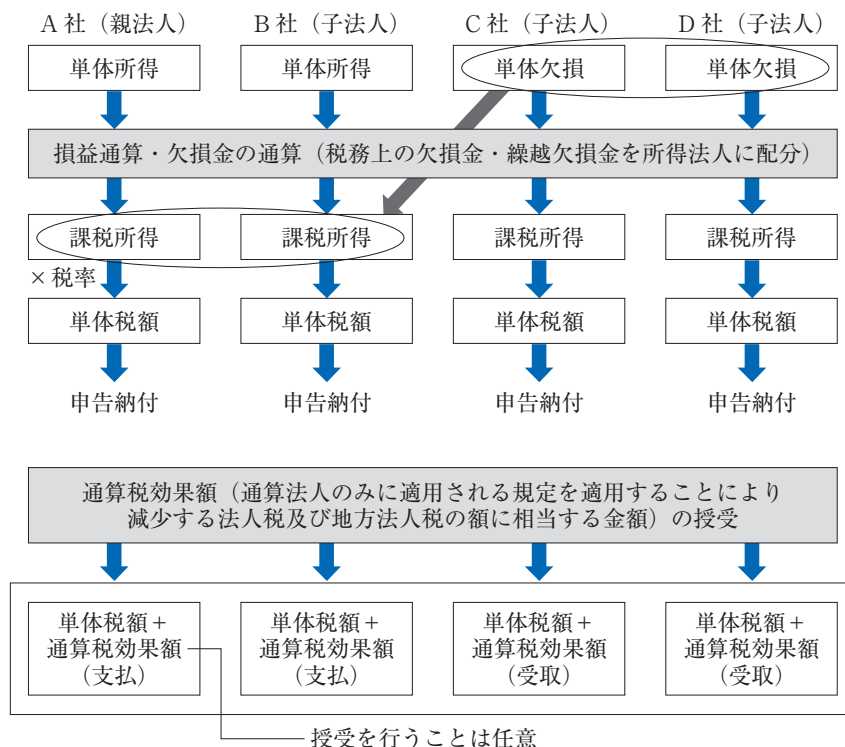 A社（親法人） B社（子法人） C社（子法人） D社（子法人）
単体所得 単体所得 単体欠損 単体欠損
損益通算・欠損金の通算（税務上の欠損金・繰越欠損金を所得法人に配分）
課税所得 課税所得 課税所得 課税所得
×税率
単体税額 単体税額 単体税額 単体税額
申告納付 申告納付 申告納付 申告納付
通算税効果額（通算法人のみに適用される規定を適用することにより
減少する法人税及び地方法人税の額に相当する金額）の授受
単体税額＋ 単体税額＋ 単体税額＋ 単体税額＋
通算税効果額 通算税効果額 通算税効果額 通算税効果額
（支払） （支払） （受取） （受取）
授受を行うことは任意